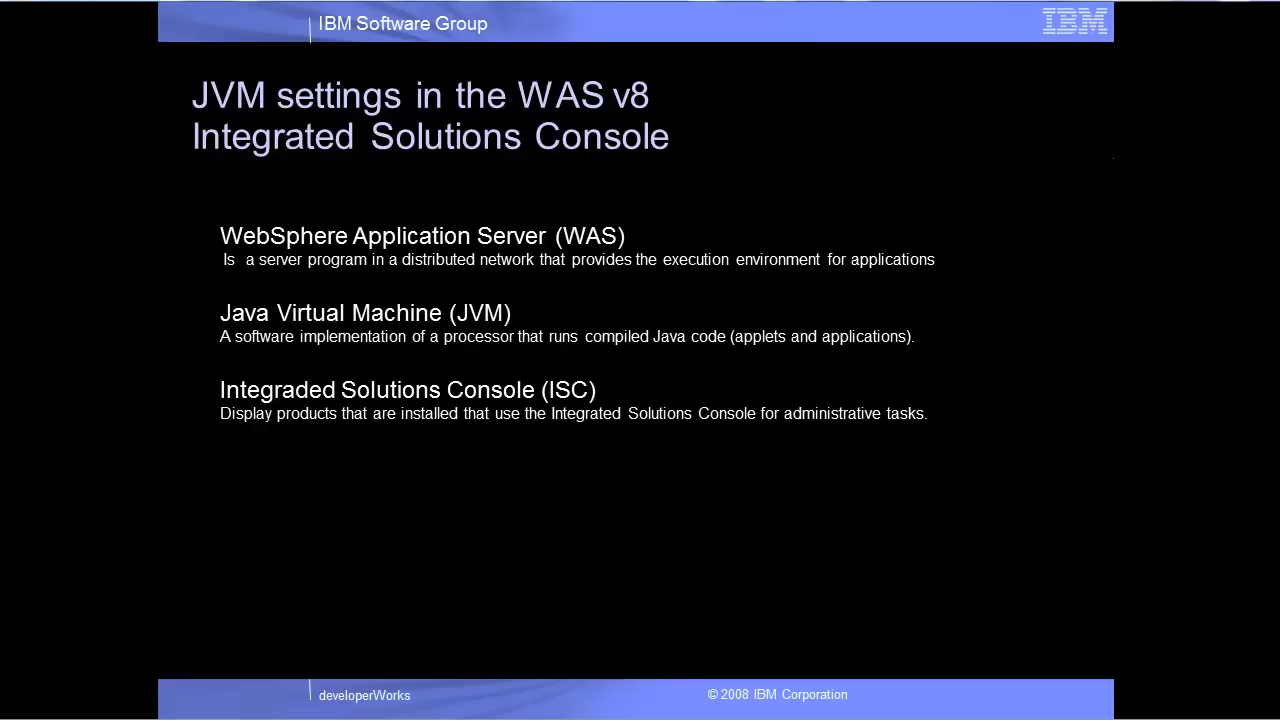 IBM Software Group
IBM
JVM settings in the WAS v8
Integrated Solutions Console
WebSphere Application Server (WAS)
Is a server program in a distributed network that provides the execution environment for applications
Java Virtual Machine (JVM)
A software implementation of a processor that runs compiled Java code (applets and applications).
Integraded Solutions Console (ISC)
Display products that are installed that use the Integrated Solutions Console for administrative tasks.
developerWorks
© 2008 IBM Corporation